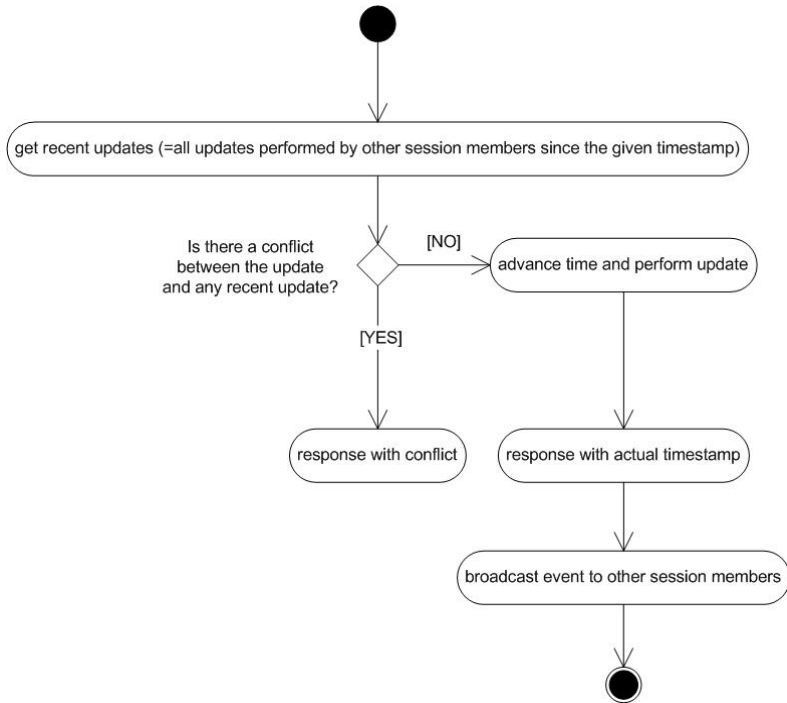 get recent updates (=all updates performed by other session members since the given timestamp)
Is there a conflict
between the update
and any recent update?
[NO]
advance time and perform update
[YES]
response with conflict
response with actual timestamp
broadcast event to other session members